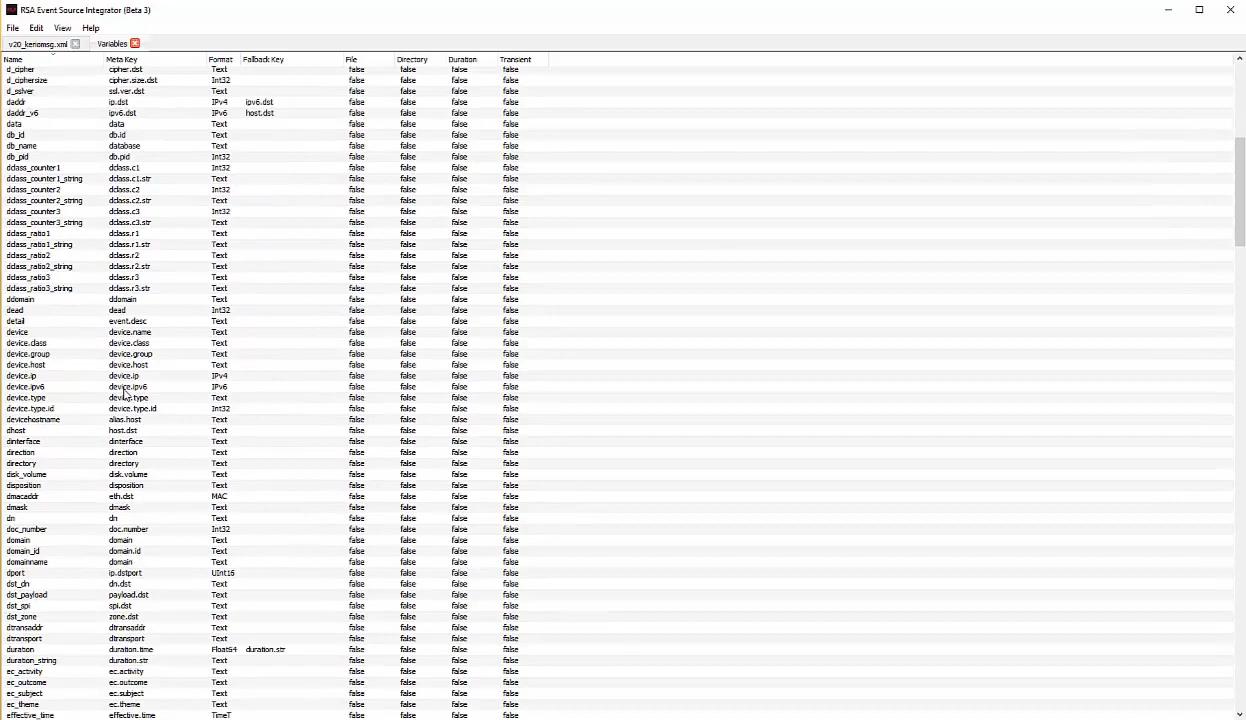 RSA Event Source Integrator (Beta 3)
File Edit View Help
v20_keriomsg.xml Variables
Name Meta Key Format Fallback Key File Directory Duration Transient
d_cipher cipher.dst Text false false false false
d_ciphersize cipher.size.dst Int32 false false false false
d_sslver ssl.ver.dst Text false false false false
daddr ip.dst IPv4 ipv6.dst false false false false
daddr_v6 ipv6.dst IPv6 host.dst false false false false
data data Text false false false false
db_id db.id Text false false false false
db_name database Text false false false false
db_pid db.pid Int32 false false false false
dclass_counter1 dclass.c1 Int32 false false false false
dclass_counter1_string dclass.c1.str Text false false false false
dclass_counter2 dclass.c2 Int32 false false false false
dclass_counter2_string dclass.c2.str Text false false false false
dclass_counter3 dclass.c3 Int32 false false false false
dclass_counter3_string dclass.c3.str Text false false false false
dclass_ratio1 dclass.r1 Text false false false false
dclass_ratio1_string dclass.r1.str Text false false false false
dclass_ratio2 dclass.r2 Text false false false false
dclass_ratio2_string dclass.r2.str Text false false false false
dclass_ratio3 dclass.r3 Text false false false false
dclass_ratio3_string dclass.r3.str Text false false false false
ddomain ddomain Text false false false false
dead dead Int32 false false false false
detail event.desc Text false false false false
device device.name Text false false false false
device.class device.class Text false false false false
device.group device.group Text false false false false
device.host device.host Text false false false false
device.ip device.ip IPv4 false false false false
device.ipv6 device.ipv6 IPv6 false false false false
device.type device.type Text false false false false
device.type.id device.type.id Int32 false false false false
devicehostname alias.host Text false false false false
dhost host.dst Text false false false false
dinterface dinterface Text false false false false
direction direction Text false false false false
directory directory Text false false false false
disk_volume disk.volume Text false false false false
disposition disposition Text false false false false
dmacaddr eth.dst MAC false false false false
dmask dmask Text false false false false
dn dn Text false false false false
doc_number doc.number Int32 false false false false
domain domain Text false false false false
domain_id domain.id Text false false false false
domainname domain Text false false false false
dport ip.dstport UInt16 false false false false
dst_dn dn.dst Text false false false false
dst_payload payload.dst Text false false false false
dst_spi spi.dst Text false false false false
dst_zone zone.dst Text false false false false
dtransaddr dtransaddr Text false false false false
dtransport dtransport Text false false false false
duration duration.time Float64 duration.str false false false false
duration_string duration.str Text false false false false
ec_activity ec.activity Text false false false false
ec_outcome ec.outcome Text false false false false
ec_subject ec.subject Text false false false false
ec_theme ec.theme Text false false false false
effective_time effective.time TimeT false false false false